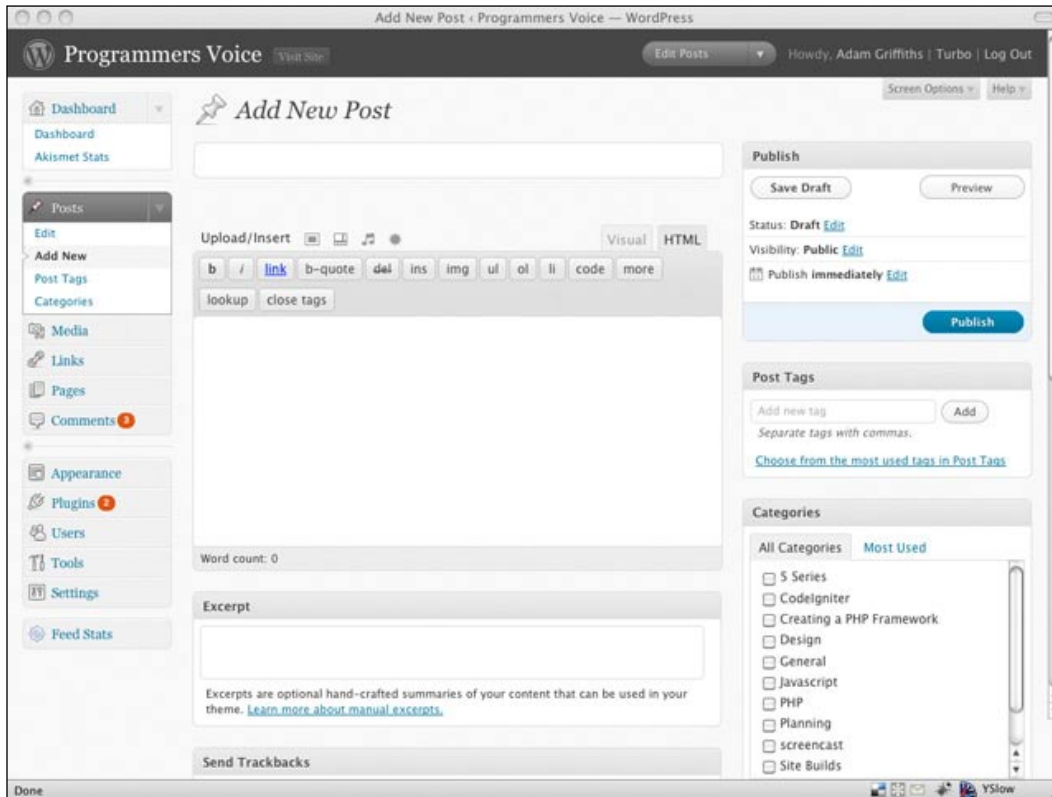 Add New Post ‹ Programmers Voice — WordPress
Programmers Voice Visit Site
Edit Posts
Howdy, Adam Griffiths | Turbo | Log Out
Screen Options
Help
Dashboard
Dashboard
Akismet Stats
Posts
Edit
Add New
Post Tags
Categories
Media
Links
Pages
Comments 3
Appearance
Plugins 2
Users
Tools
Settings
Feed Stats
Add New Post
Upload/Insert
Visual HTML
b i link b-quote del ins img ul ol li code more
lookup close tags
Word count: 0
Excerpt
Excerpts are optional hand-crafted summaries of your content that can be used in your
theme. Learn more about manual excerpts.
Send Trackbacks
Publish
Save Draft Preview
Status: Draft Edit
Visibility: Public Edit
Publish immediately Edit
Publish
Post Tags
Add new tag Add
Separate tags with commas.
Choose from the most used tags in Post Tags
Categories
All Categories Most Used
5 Series
CodeIgniter
Creating a PHP Framework
Design
General
Javascript
PHP
Planning
screencast
Site Builds
Done
YSlow